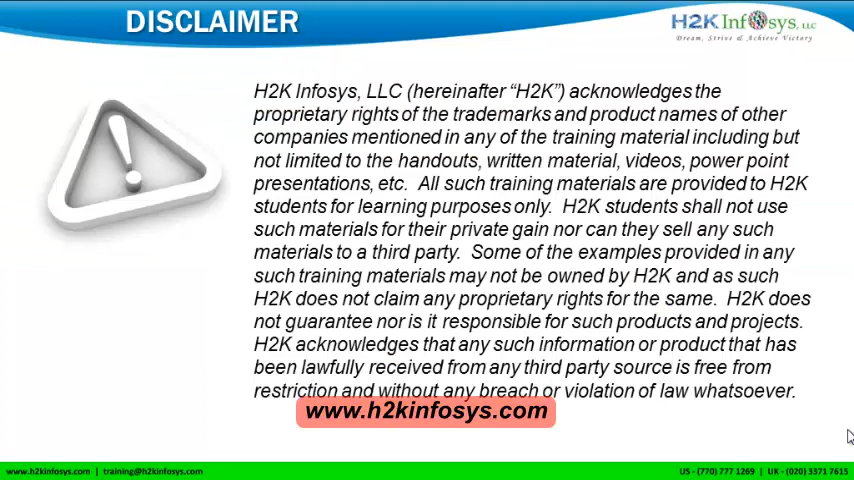 DISCLAIMER
H2K Infosys, LLC
Dream, Strive & Achieve Victory
H2K Infosys, LLC (hereinafter “H2K”) acknowledges the
proprietary rights of the trademarks and product names of other
companies mentioned in any of the training material including but
not limited to the handouts, written material, videos, power point
presentations, etc.  All such training materials are provided to H2K
students for learning purposes only.  H2K students shall not use
such materials for their private gain nor can they sell any such
materials to a third party.  Some of the examples provided in any
such training materials may not be owned by H2K and as such
H2K does not claim any proprietary rights for the same.  H2K does
not guarantee nor is it responsible for such products and projects.
H2K acknowledges that any such information or product that has
been lawfully received from any third party source is free from
restriction and without any breach or violation of law whatsoever.
www.h2kinfosys.com
www.h2kinfosys.com | training@h2kinfosys.com
US - (770) 777 1269 | UK - (020) 3371 7615